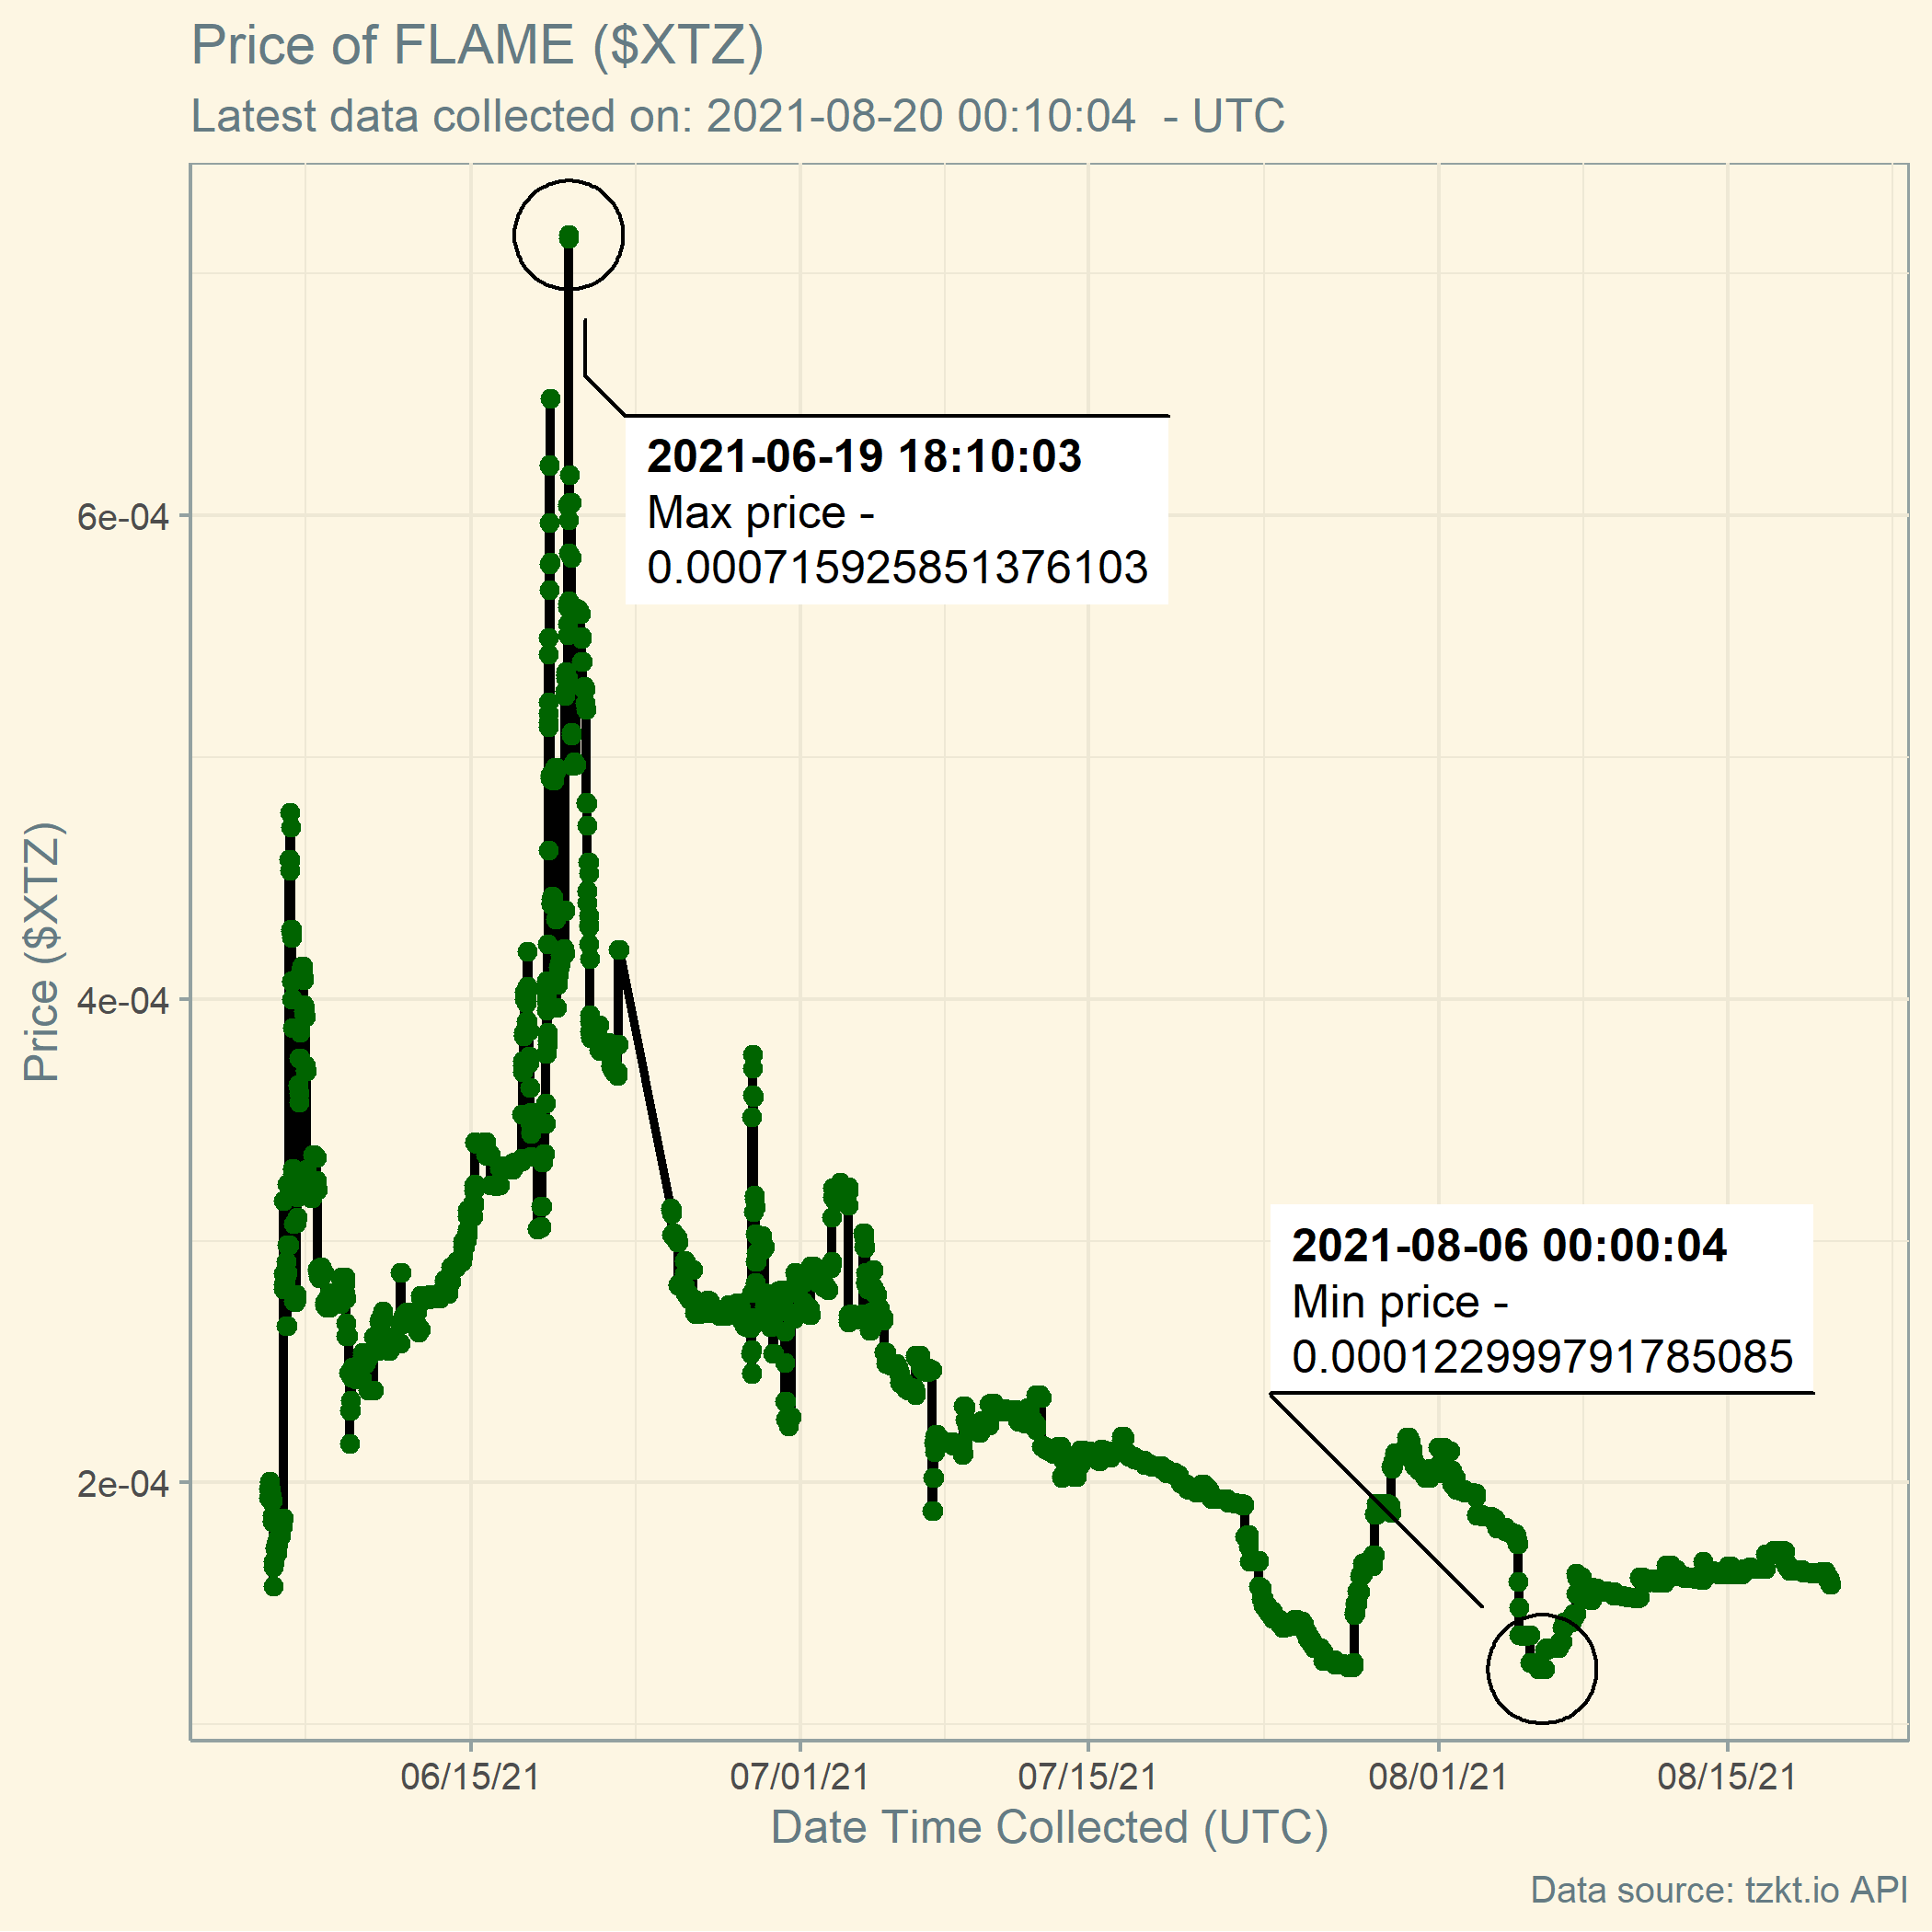 Price of FLAME ($XTZ)
Latest data collected on: 2021-08-20 00:10:04  - UTC
2021-06-19 18:10:03
Max price -
0.000715925851376103
6e-04
4e-04
2e-04
Price ($XTZ)
2021-08-06 00:00:04
Min price -
0.000122999791785085
06/15/21
07/01/21
07/15/21
08/01/21
08/15/21
Date Time Collected (UTC)
Data source: tzkt.io API